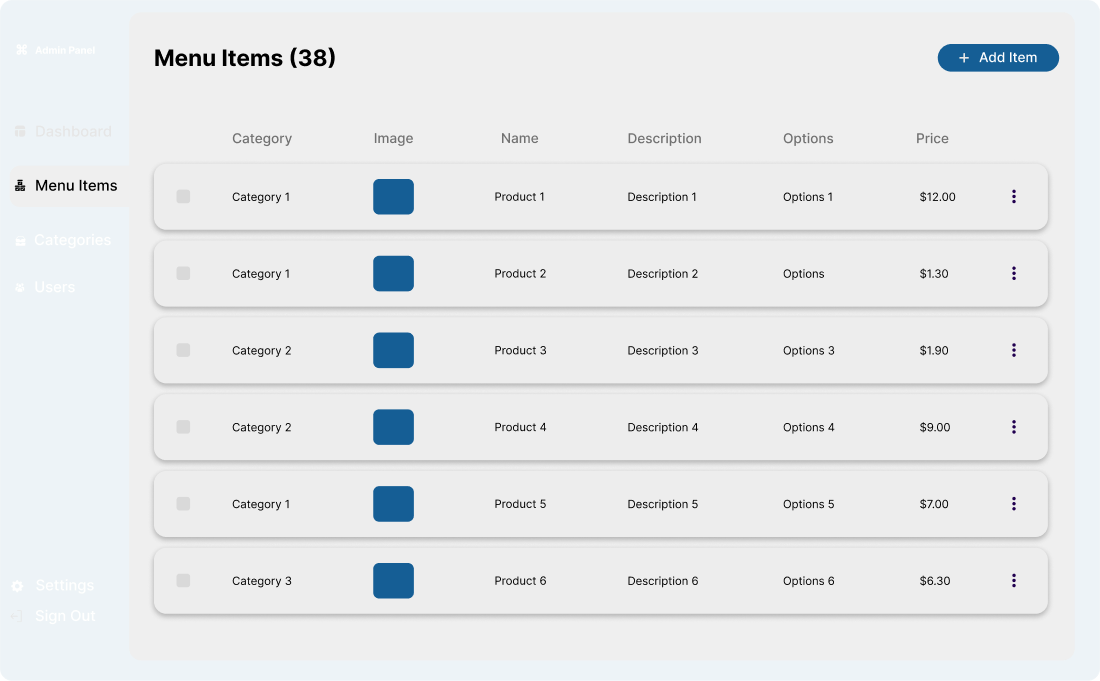 Admin Panel
Menu Items (38)
+ Add Item
Dashboard
Menu Items
Categories
Users
Settings
Sign Out
Category Image Name Description Options Price
Category 1 Product 1 Description 1 Options 1 $12.00
Category 1 Product 2 Description 2 Options $1.30
Category 2 Product 3 Description 3 Options 3 $1.90
Category 2 Product 4 Description 4 Options 4 $9.00
Category 1 Product 5 Description 5 Options 5 $7.00
Category 3 Product 6 Description 6 Options 6 $6.30